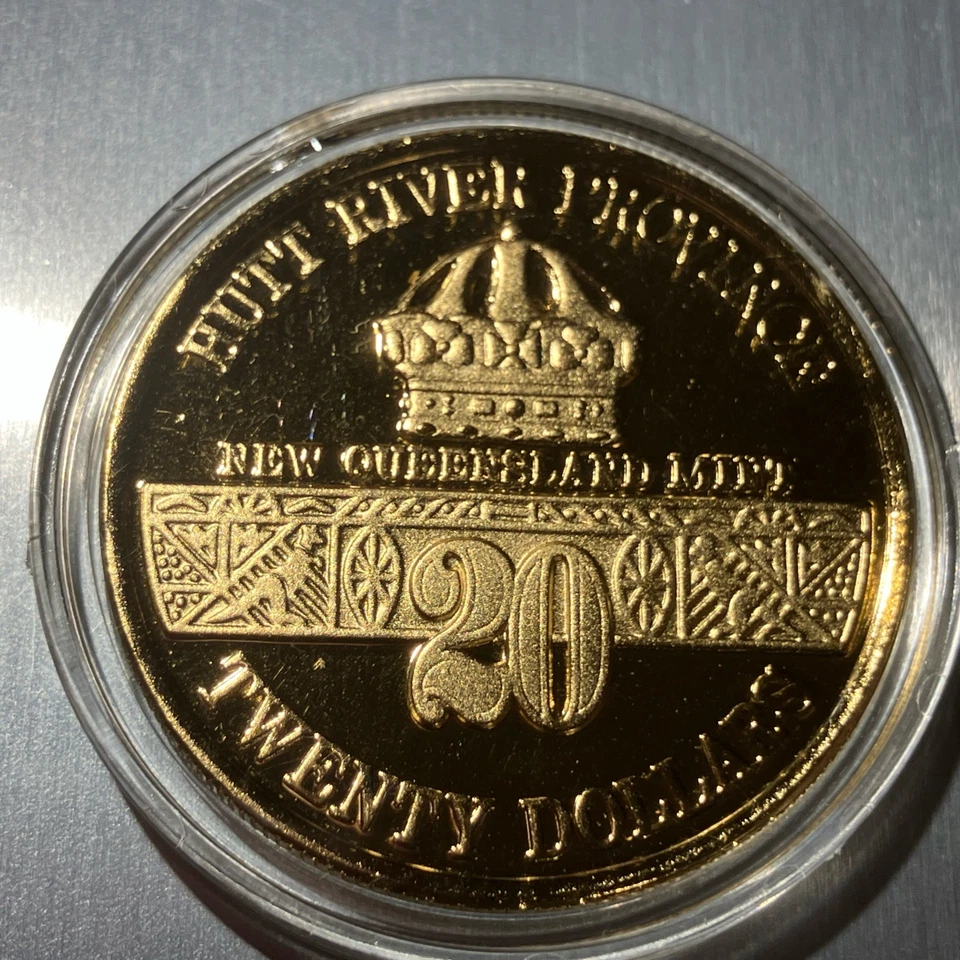 HUTT RIVER PROVINCE
NEW QUEENSLAND MINT
20
TWENTY DOLLARS